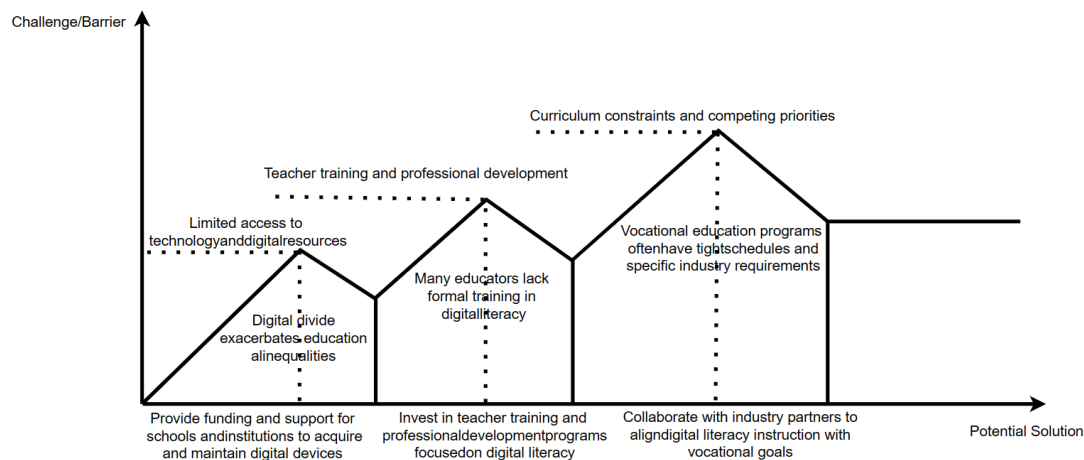 Challenge/Barrier
Curriculum constraints and competing priorities
Teacher training and professional development
Limited access to
technologyanddigitalresources
Vocational education programs
oftenhave tightschedules and
specific industry requirements
Many educators lack
formal training in
digitalliteracy
Digital divide
exacerbates education
alinequalities
Provide funding and support for
schools andinstitutions to acquire
and maintain digital devices
Invest in teacher training and
professionaldevelopmentprograms
focusedon digital literacy
Collaborate with industry partners to
aligndigital literacy instruction with
vocational goals
Potential Solution